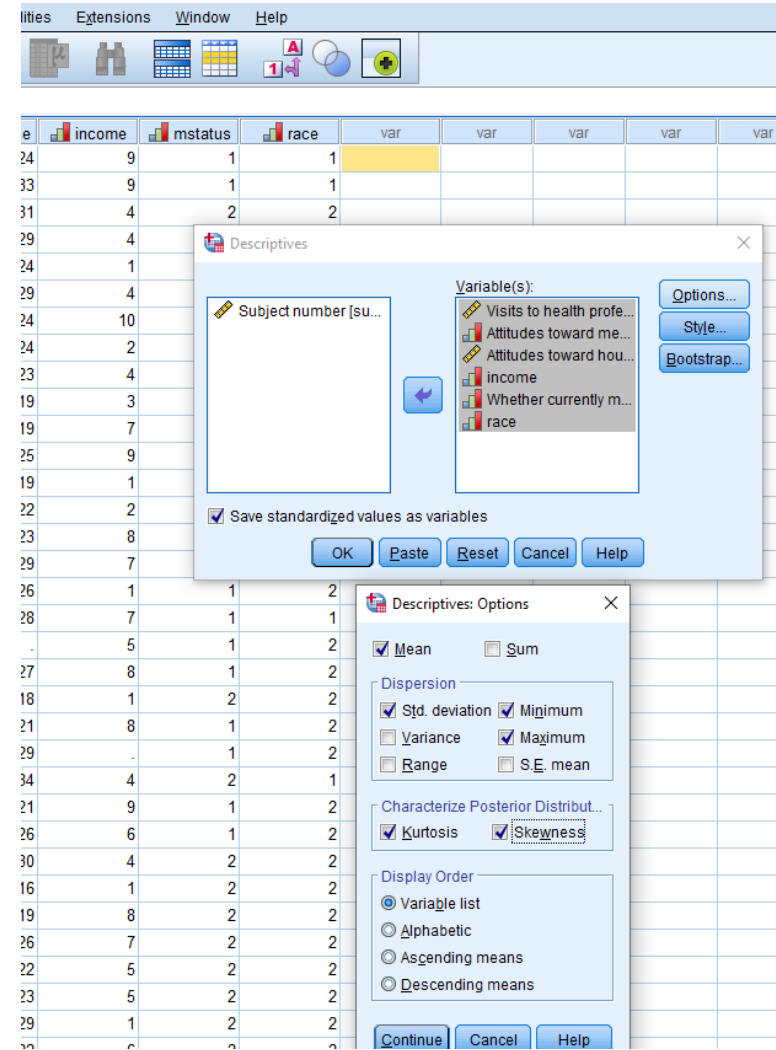 lities Extensions Window Help
A
1
e income mstatus race var var var var var
24 9 1 1
33 9 1 1
31 4 2 2
29 4
24 1
29 4
24 10
24 2
23 4
19 3
19 7
25 9
19 1
22 2
23 8
29 7
Descriptives
Variable(s):
Subject number [su...
Visits to health profe...
Attitudes toward me...
Attitudes toward hou...
income
Whether currently m...
race
Options...
Style...
Bootstrap...
Save standardized values as variables
OK Paste Reset Cancel Help
26 1 1 2
28 7 1 1
. 5 1 2
27 8 1 2
18 1 2 2
21 8 1 2
29 . 1 2
34 4 2 1
21 9 1 2
26 6 1 2
30 4 2 2
16 1 2 2
19 8 2 2
26 7 2 2
22 5 2 2
23 5 2 2
29 1 2 2
Descriptives: Options
Mean Sum
Dispersion
Std. deviation Minimum
Variance Maximum
Range S.E. mean
Characterize Posterior Distribut...
Kurtosis Skewness
Display Order
Variable list
Alphabetic
Ascending means
Descending means
Continue Cancel Help